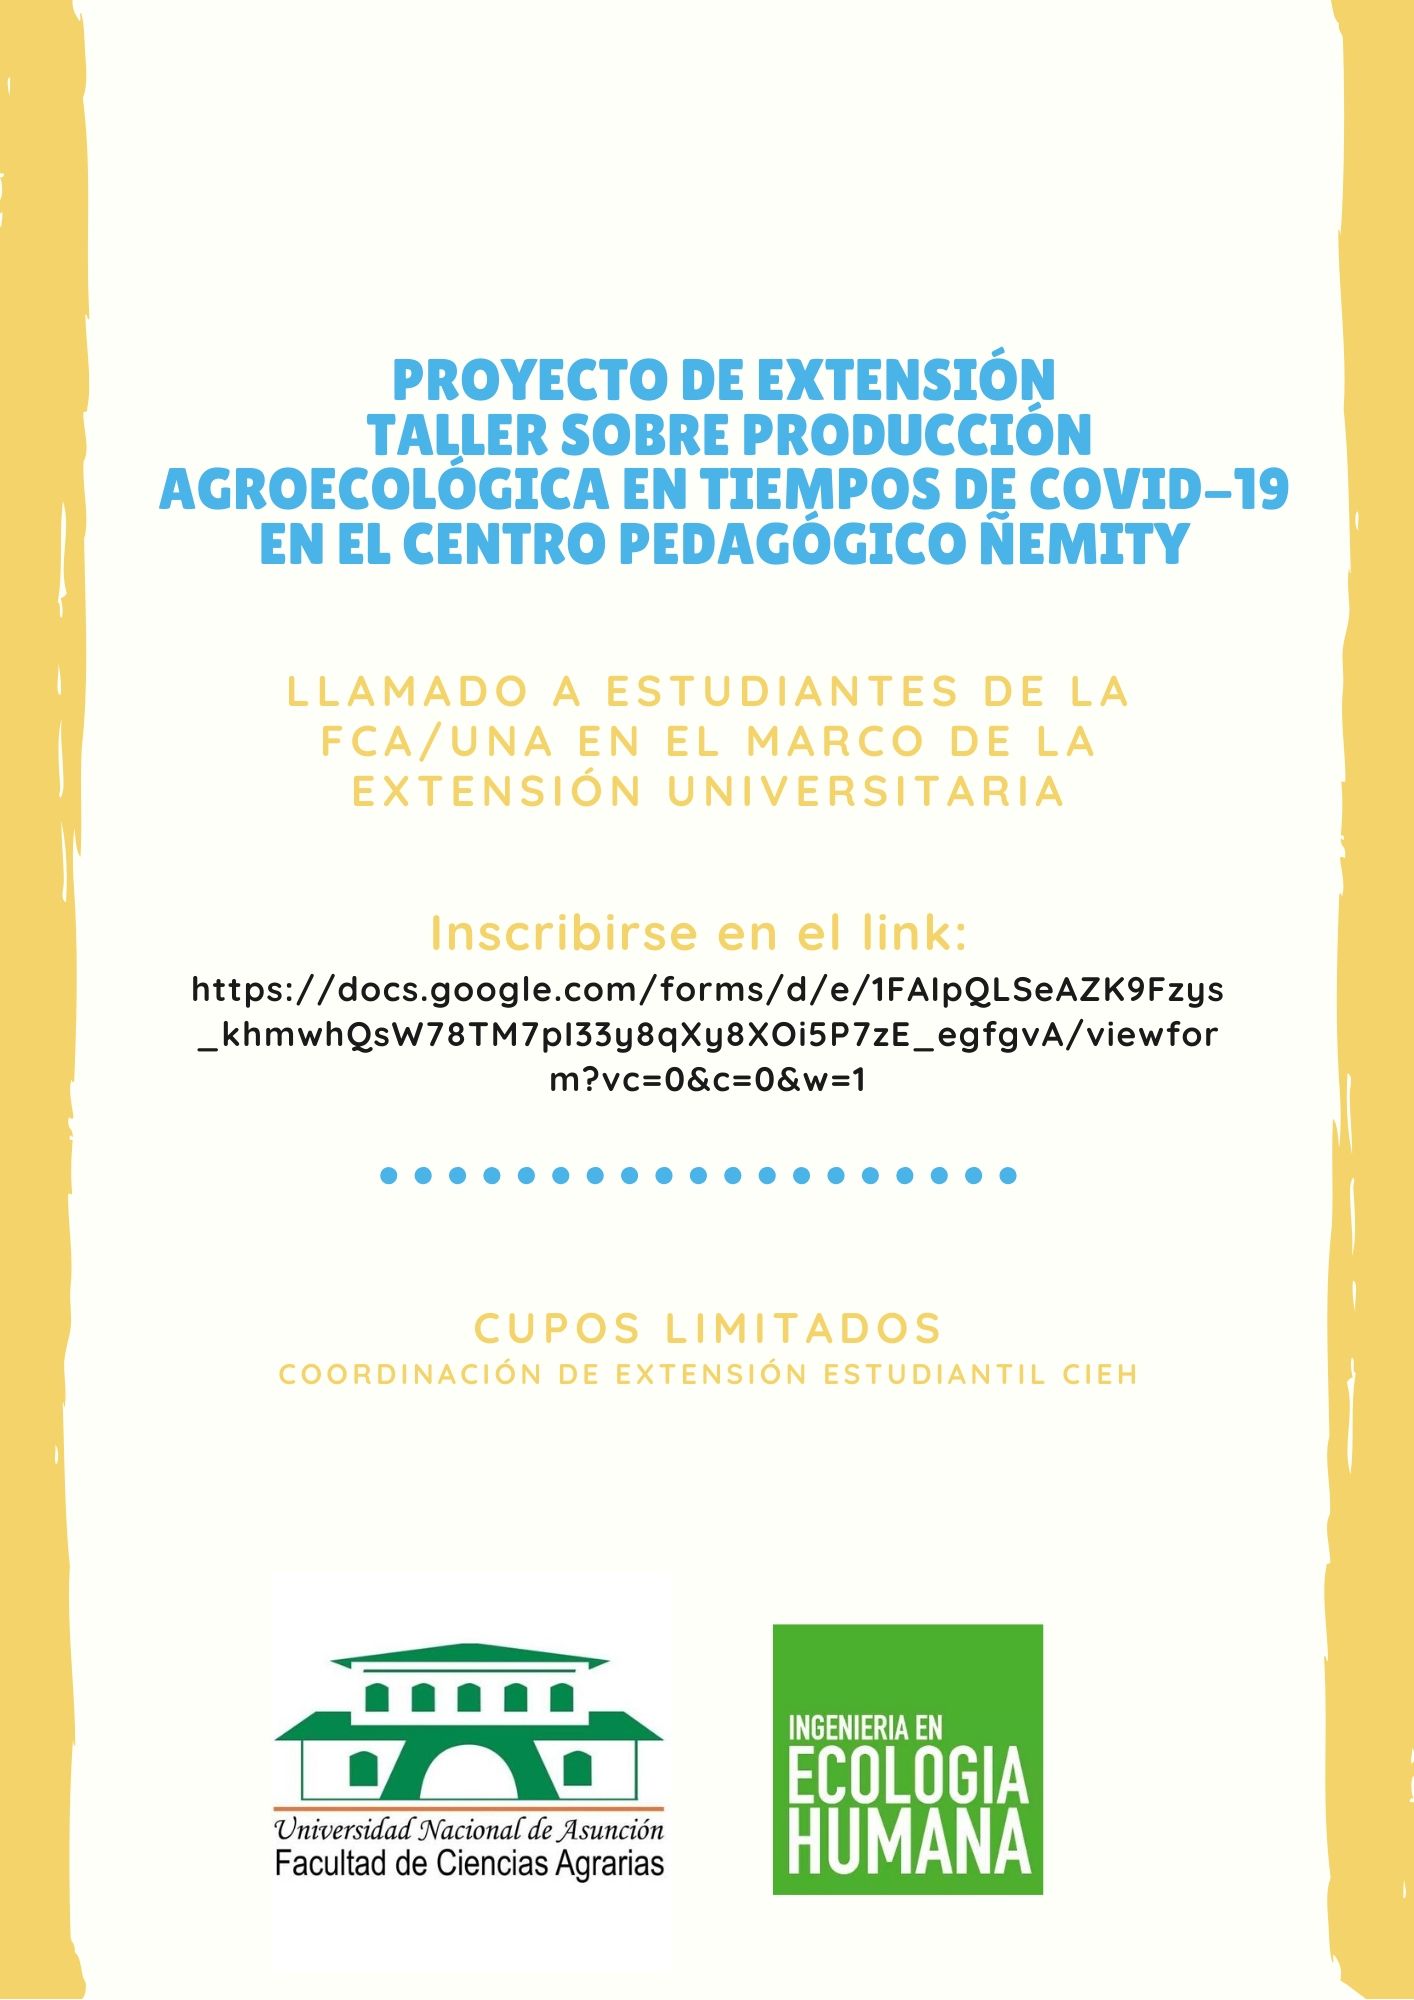 PROYECTO DE EXTENSIÓN
TALLER SOBRE PRODUCCIÓN
AGROECOLÓGICA EN TIEMPOS DE COVID-19
EN EL CENTRO PEDAGÓGICO ÑEMITY
LLAMADO A ESTUDIANTES DE LA
FCA/UNA EN EL MARCO DE LA
EXTENSIÓN UNIVERSITARIA
Inscribirse en el link:
https://docs.google.com/forms/d/e/1FAIpQLSeAZK9Fzys
_khmwhQsW78TM7pI33y8qXy8XOi5P7zE_egfgvA/viewfor
m?vc=0&c=0&w=1
CUPOS LIMITADOS
COORDINACIÓN DE EXTENSIÓN ESTUDIANTIL CIEH
Universidad Nacional de Asunción
Facultad de Ciencias Agrarias
INGENIERIA EN
ECOLOGIA
HUMANA